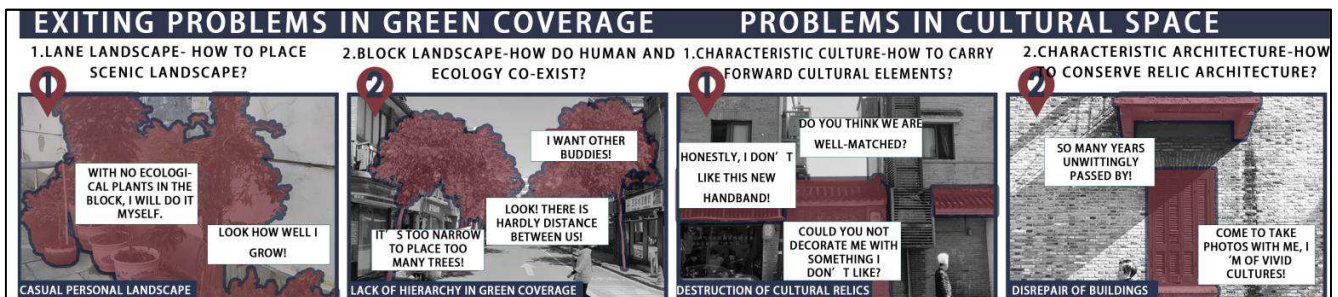 EXITING PROBLEMS IN GREEN COVERAGE
PROBLEMS IN CULTURAL SPACE
1.LANE LANDSCAPE- HOW TO PLACE
SCENIC LANDSCAPE?
1
WITH NO ECOLOGI-
CAL PLANTS IN THE
BLOCK, I WILL DO IT
MYSELF.
LOOK HOW WELL I
GROW!
CASUAL PERSONAL LANDSCAPE
2.BLOCK LANDSCAPE-HOW DO HUMAN AND
ECOLOGY CO-EXIST?
2
I WANT OTHER
BUDDIES!
LOOK! THERE IS
HARDLY DISTANCE
BETWEEN US!
IT'S TOO NARROW
TO PLACE TOO
MANY TREES!
LACK OF HIERARCHY IN GREEN COVERAGE
1.CHARACTERISTIC CULTURE-HOW TO CARRY
FORWARD CULTURAL ELEMENTS?
1
DO YOU THINK WE ARE
WELL-MATCHED?
HONESTLY, I DON'T
LIKE THIS NEW
HANDBAND!
COULD YOU NOT
DECORATE ME WITH
SOMETHING I
DON'T LIKE?
DESTRUCTION OF CULTURAL RELICS
2.CHARACTERISTIC ARCHITECTURE-HOW
TO CONSERVE RELIC ARCHITECTURE?
2
SO MANY YEARS
UNWITTINGLY
PASSED BY!
COME TO TAKE
PHOTOS WITH ME, I
'M OF VIVID
CULTURES!
DISREPAIR OF BUILDINGS